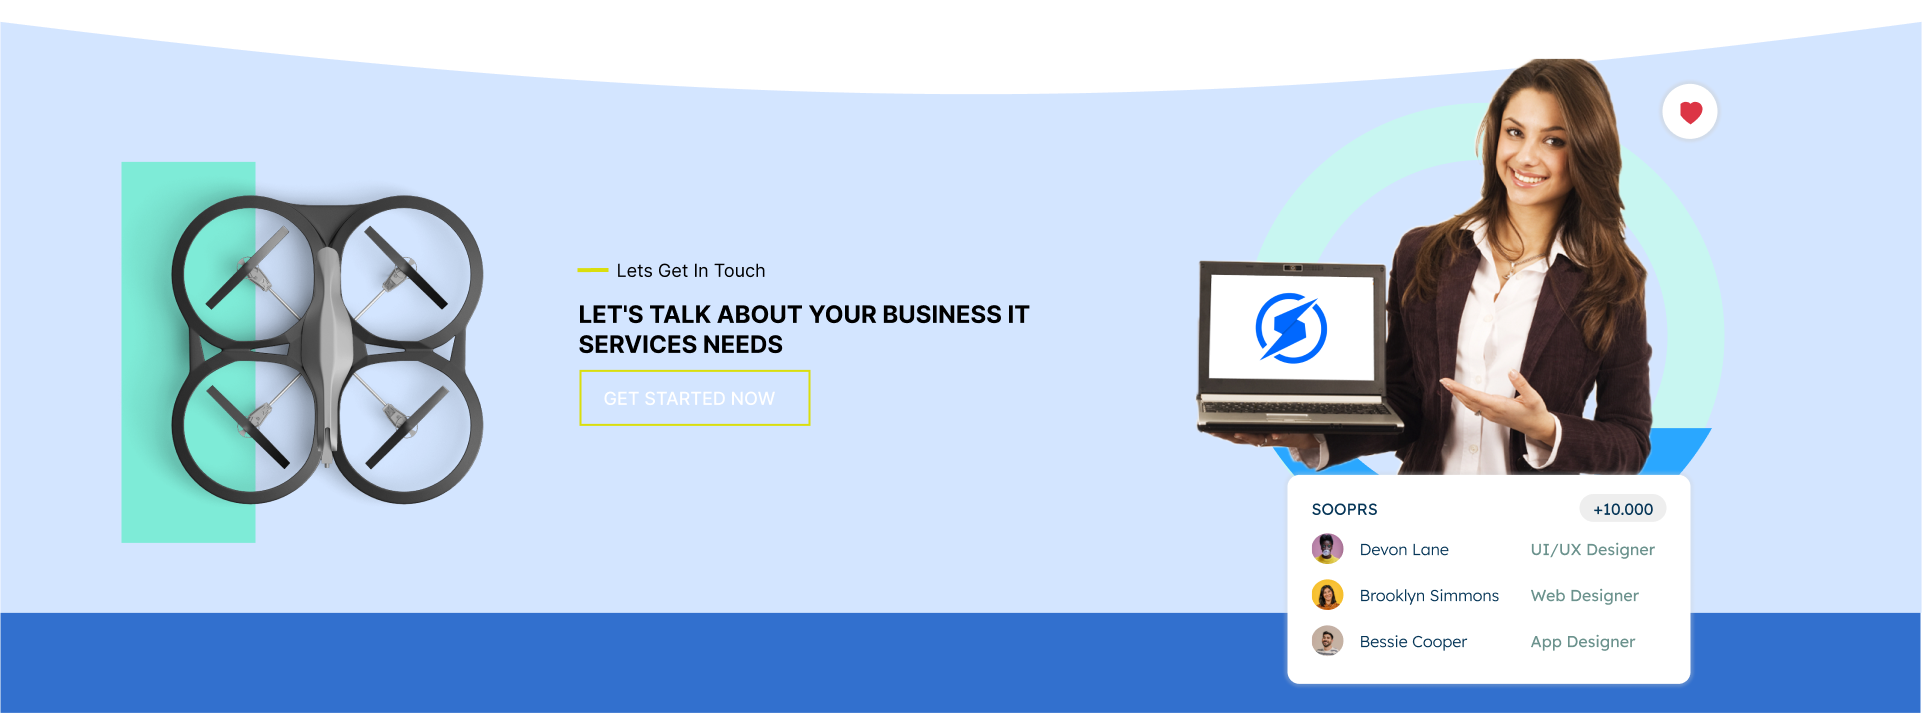 Lets Get In Touch
LET'S TALK ABOUT YOUR BUSINESS IT
SERVICES NEEDS
GET STARTED NOW
SOOPRS +10.000
Devon Lane UI/UX Designer
Brooklyn Simmons Web Designer
Bessie Cooper App Designer